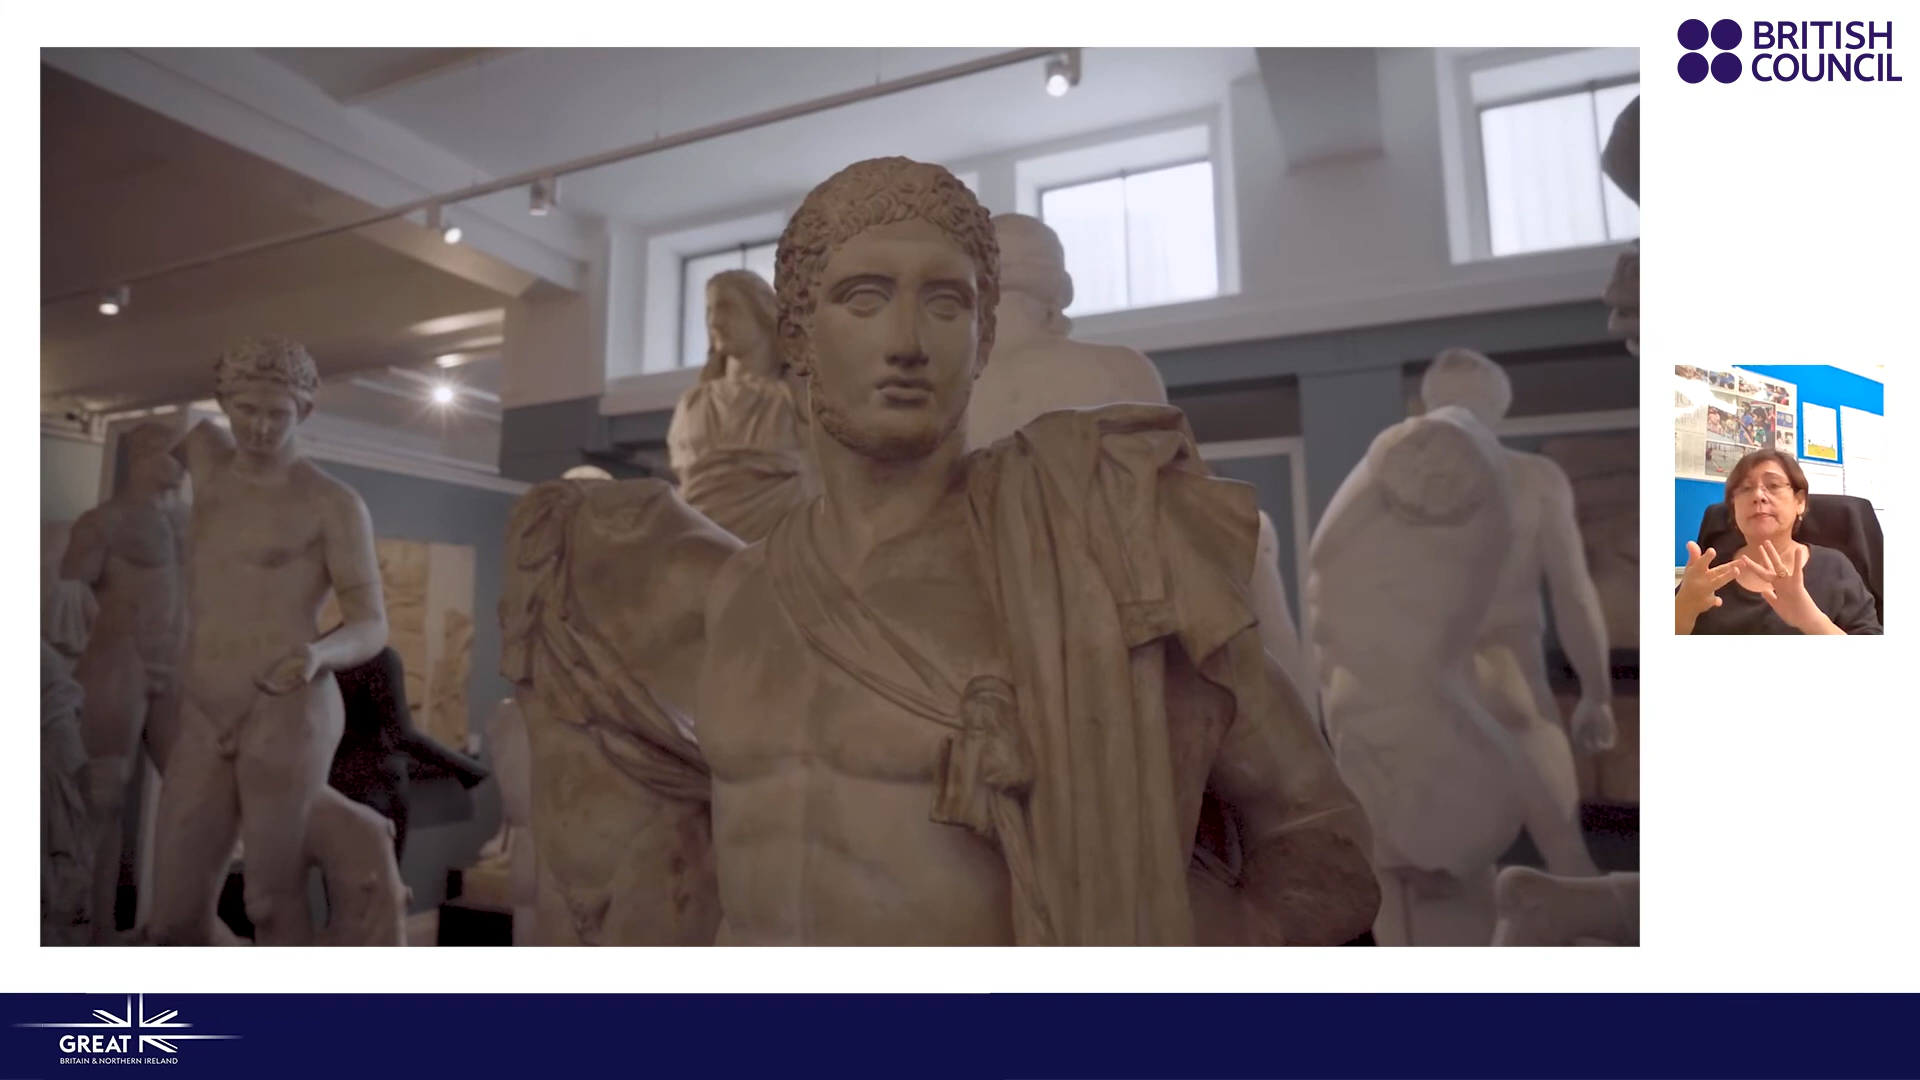 BRITISH
COUNCIL
GREAT
BRITAIN & NORTHERN IRELAND